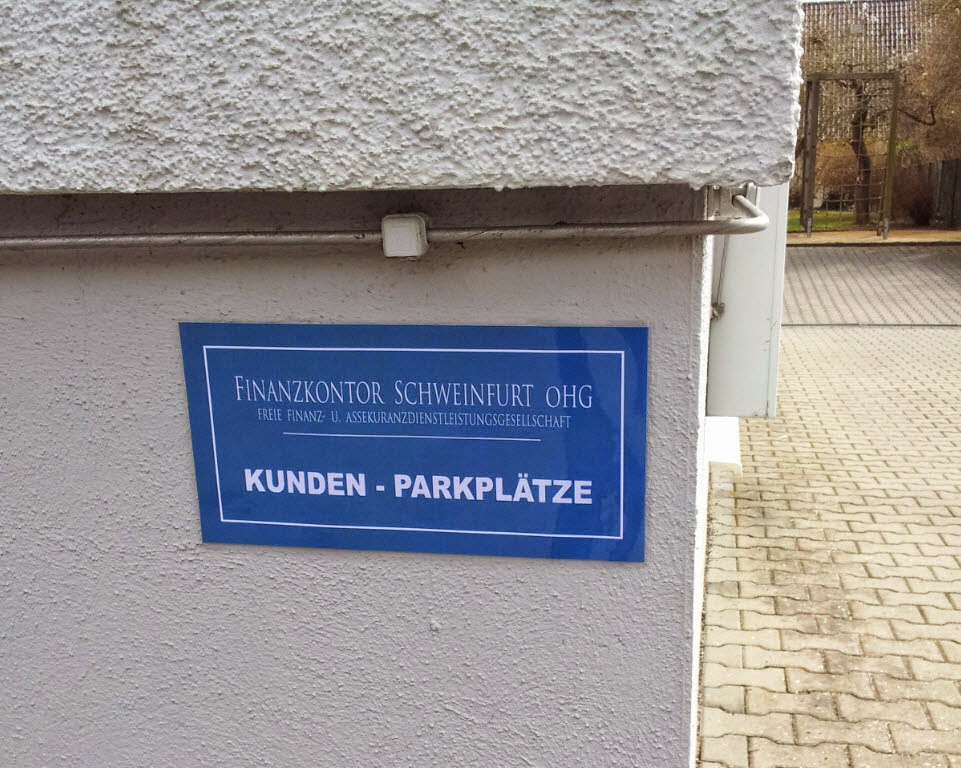 FINANZKONTOR SCHWEINFURT OHG
FREIE FINANZ- U. ASSEKURANZDIENSTLEISTUNGSGESELLSCHAFT
KUNDEN - PARKPLÄTZE